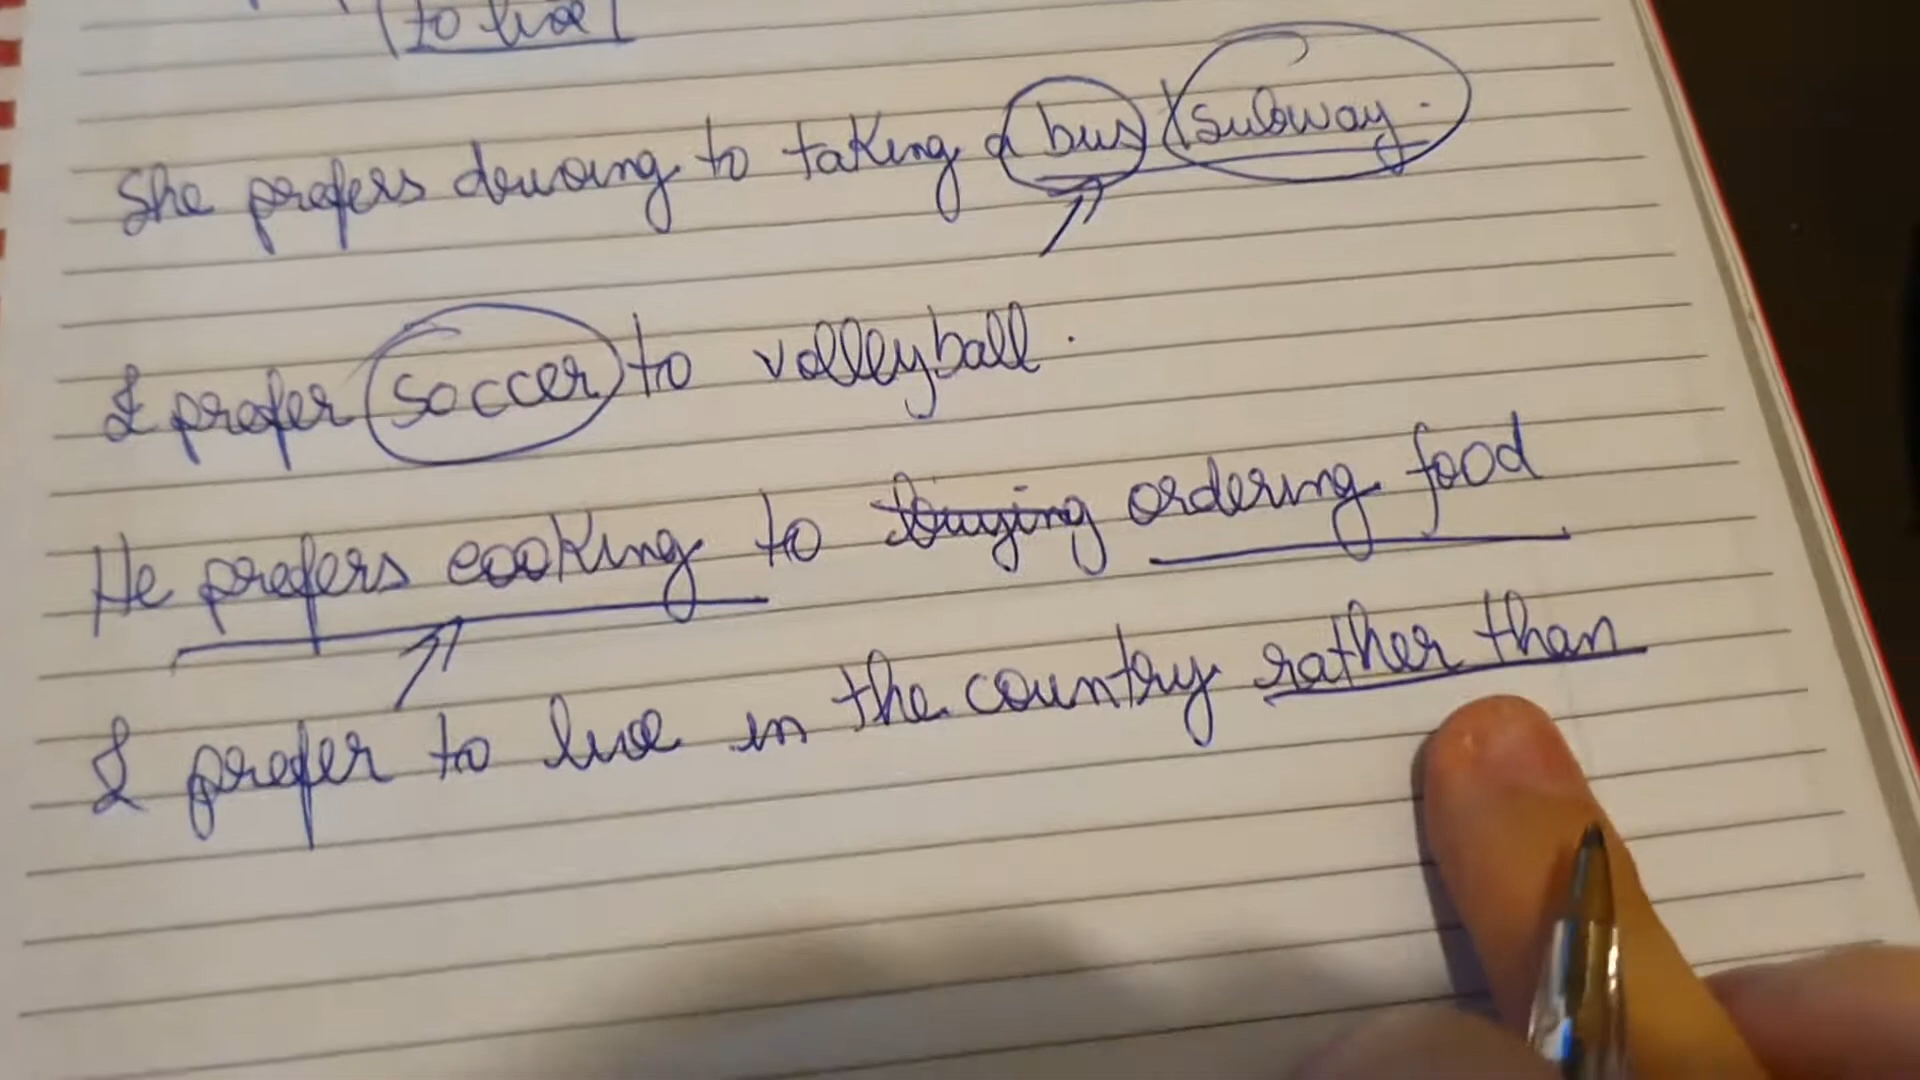 to live
She prefers driving to taking a bus / subway.
I prefer soccer to volleyball.
He prefers cooking to buying ordering food
I prefer to live in the country rather than